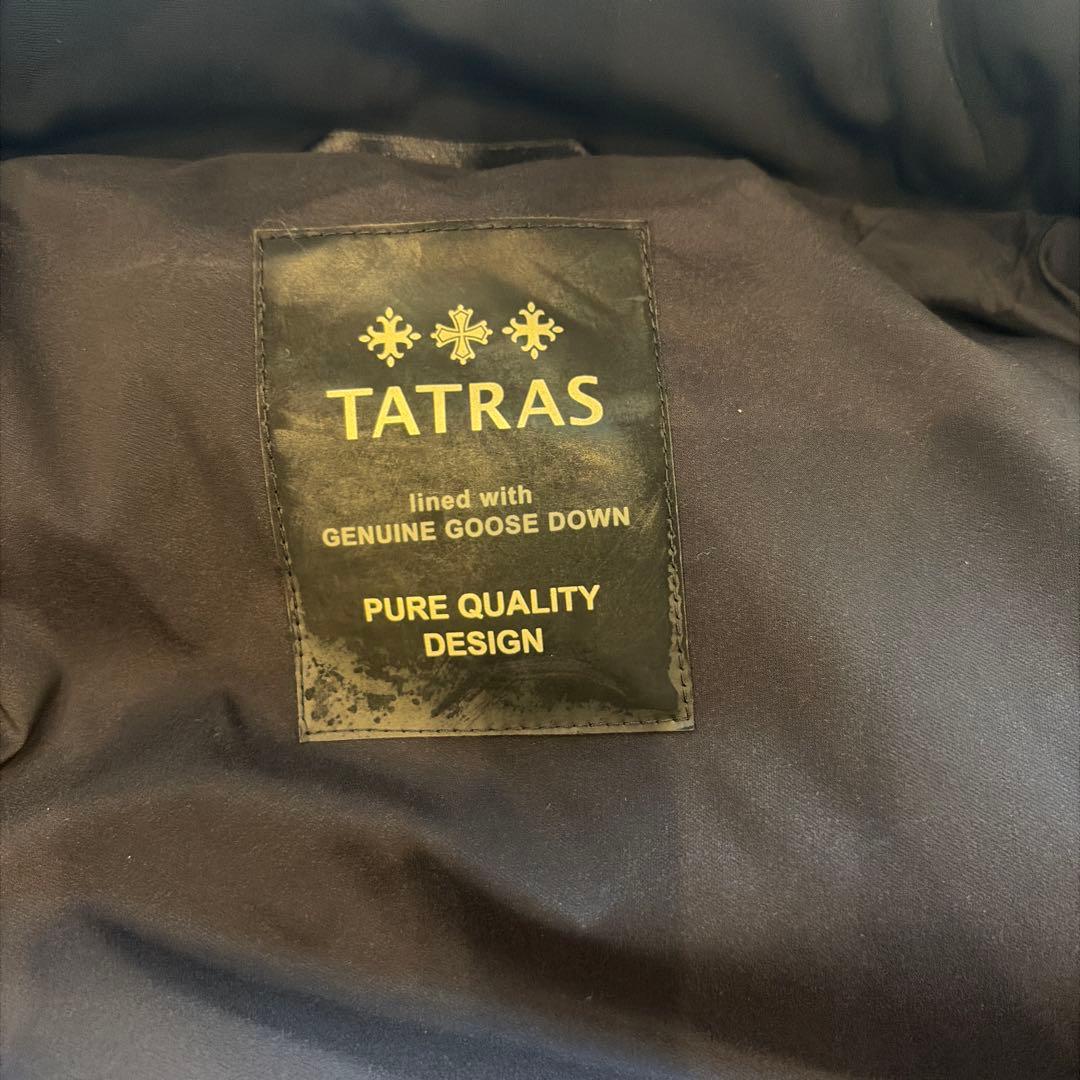 TATRAS
lined with
GENUINE GOOSE DOWN
PURE QUALITY
DESIGN